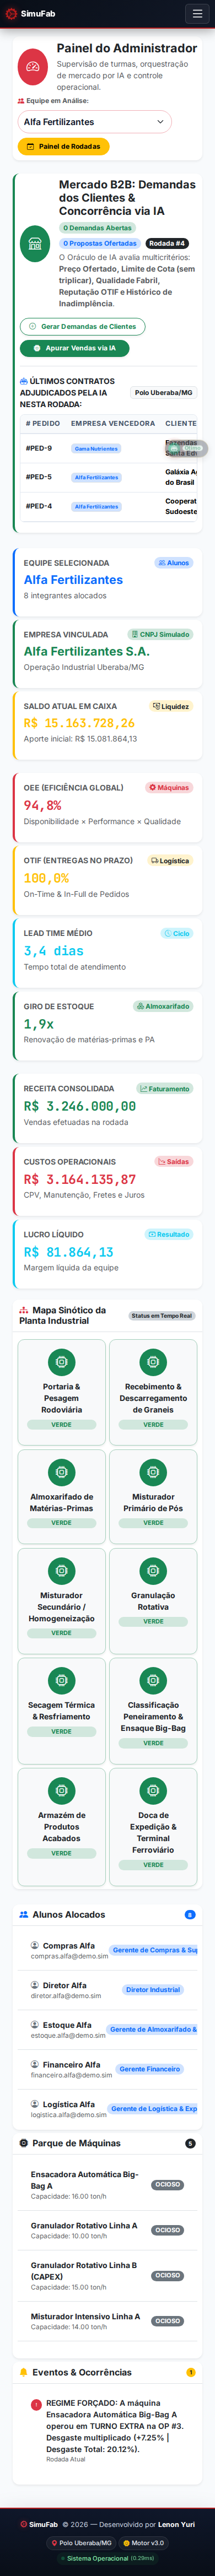 SimuFab
Painel do Administrador
Supervisão de turmas, orquestração
de mercado por IA e controle
operacional.
Equipe em Análise:
Alfa Fertilizantes
Painel de Rodadas
Mercado B2B: Demandas
dos Clientes &
Concorrência via IA
0 Demandas Abertas
0 Propostas Ofertadas
Rodada #4
O Oráculo de IA avalia multicritérios:
Preço Ofertado, Limite de Cota (sem
triplicar), Qualidade Fabril,
Reputação OTIF e Histórico de
Inadimplência.
Gerar Demandas de Clientes
Apurar Vendas via IA
ÚLTIMOS CONTRATOS
ADJUDICADOS PELA IA
NESTA RODADA:
Polo Uberaba/MG
# PEDIDO EMPRESA VENCEDORA CLIENTE
#PED-9 Gama Nutrientes Fazendas
#PED-5 Alfa Fertilizantes Galáxia
do Brasil
#PED-4 Alfa Fertilizantes Cooperat
Sudoeste
EQUIPE SELECIONADA
Alunos
Alfa Fertilizantes
8 integrantes alocados
EMPRESA VINCULADA
CNPJ Simulado
Alfa Fertilizantes S.A.
Operação Industrial Uberaba/MG
SALDO ATUAL EM CAIXA
Liquidez
R$ 15.163.728,26
Aporte inicial: R$ 15.081.864,13
OEE (EFICIÊNCIA GLOBAL)
Máquinas
94,8%
Disponibilidade × Performance × Qualidade
OTIF (ENTREGAS NO PRAZO)
Logística
100,0%
On-Time & In-Full de Pedidos
LEAD TIME MÉDIO
Ciclo
3,4 dias
Tempo total de atendimento
GIRO DE ESTOQUE
Almoxarifado
1,9x
Renovação de matérias-primas e PA
RECEITA CONSOLIDADA
Faturamento
R$ 3.246.000,00
Vendas efetuadas na rodada
CUSTOS OPERACIONAIS
Saídas
R$ 3.164.135,87
CPV, Manutenção, Fretes e Juros
LUCRO LÍQUIDO
Resultado
R$ 81.864,13
Margem líquida da equipe
Mapa Sinótico da
Planta Industrial
Status em Tempo Real
Portaria &
Pesagem
Rodoviária
VERDE
Recebimento &
Descarregamento
de Graneis
VERDE
Almoxarifado de
Matérias-Primas
VERDE
Misturador
Primário de Pós
VERDE
Misturador
Secundário /
Homogeneização
VERDE
Granulação
Rotativa
VERDE
Secagem Térmica
& Resfriamento
VERDE
Classificação
Peneiramento &
Ensaque Big-Bag
VERDE
Armazém de
Produtos
Acabados
VERDE
Doca de
Expedição &
Terminal
Ferroviário
VERDE
Alunos Alocados
8
Compras Alfa
compras.alfa@demo.sim
Gerente de Compras & Sup
Diretor Alfa
diretor.alfa@demo.sim
Diretor Industrial
Estoque Alfa
estoque.alfa@demo.sim
Gerente de Almoxarifado &
Financeiro Alfa
financeiro.alfa@demo.sim
Gerente Financeiro
Logística Alfa
logistica.alfa@demo.sim
Gerente de Logística & Exp
Parque de Máquinas
5
Ensacadora Automática Big-
Bag A
Capacidade: 16.00 ton/h
OCIOSO
Granulador Rotativo Linha A
Capacidade: 10.00 ton/h
OCIOSO
Granulador Rotativo Linha B
(CAPEX)
Capacidade: 15.00 ton/h
OCIOSO
Misturador Intensivo Linha A
Capacidade: 14.00 ton/h
OCIOSO
Eventos & Ocorrências
1
REGIME FORÇADO: A máquina
Ensacadora Automática Big-Bag A
operou em TURNO EXTRA na OP #3.
Desgaste multiplicado (+7.25% |
Desgaste Total: 20.12%).
Rodada Atual
SimuFab © 2026 — Desenvolvido por Lenon Yuri
Polo Uberaba/MG
Motor v3.0
Sistema Operacional (0.29ms)